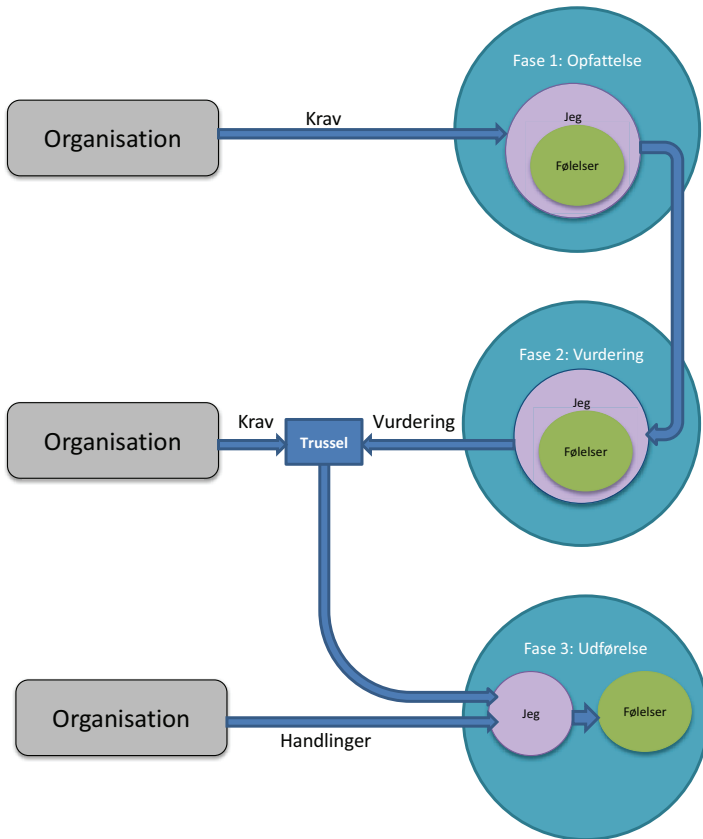 Fase 1: Opfattelse
Krav
Jeg
Organisation
Følelser
Fase 2: Vurdering
Jeg
Krav
Vurdering
Organisation
Trussel
Følelser
Fase 3: Udførelse
Jeg
Følelser
Organisation
Handlinger